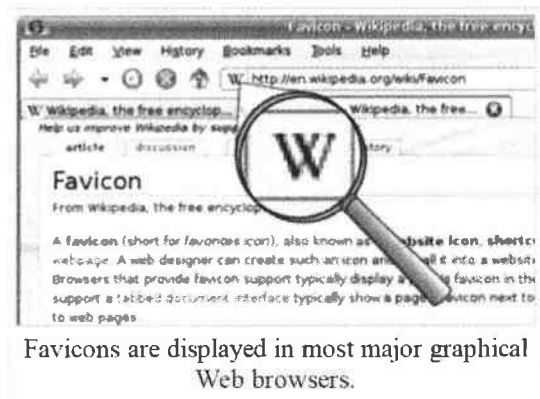 Favicon - Wikipedia, the free encyc
File Edit View History Bookmarks Tools Help
W http://en.wikipedia.org/wiki/Favicon
W Wikipedia, the free encyclop... Wikipedia, the free...
Help us improve Wikipedia by
article discussion story
W
Favicon
From Wikipedia, the free encyclop
A favicon (short for favorites icon), also known as website icon, shortc
webpage. A web designer can create such an icon and it into a website
Browsers that provide favicon support typically display a favicon in the
support a tabbed document interface typically show a page favicon next to
to web pages
Favicons are displayed in most major graphical
Web browsers.